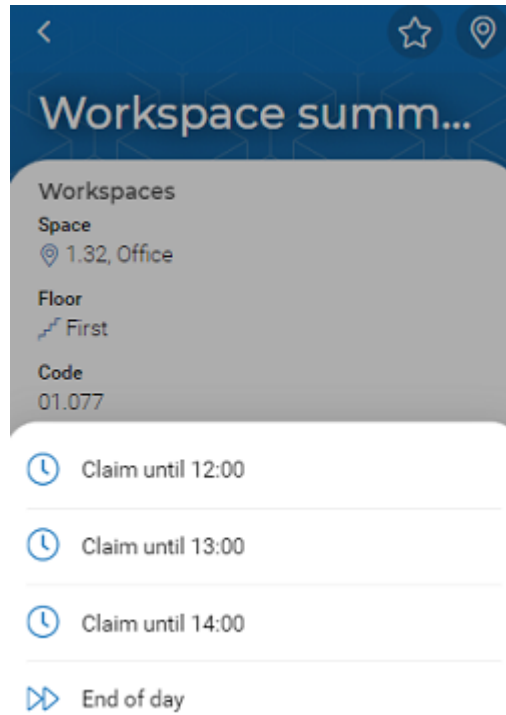 Workspace summ...
Workspaces
Space
1.32, Office
Floor
First
Code
01.077
Claim until 12:00
Claim until 13:00
Claim until 14:00
End of day